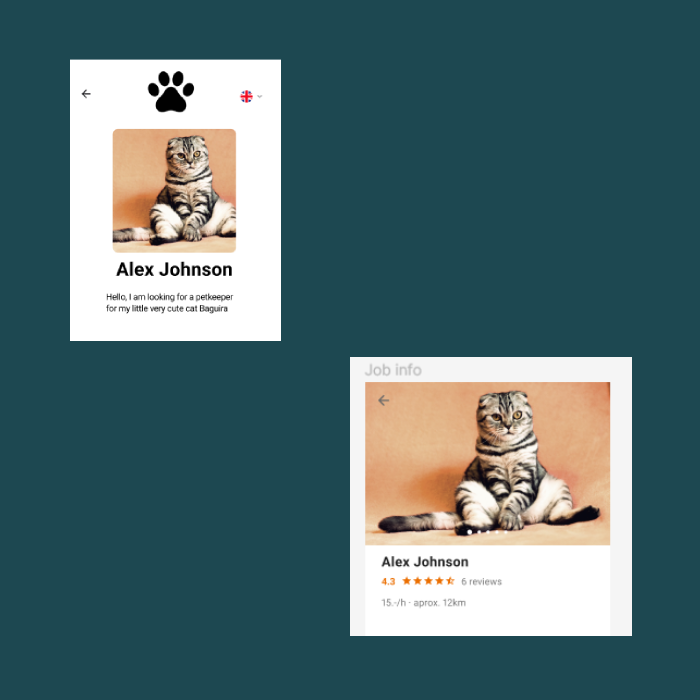 Alex Johnson
Hello, I am looking for a petkeeper
for my little very cute cat Baguira
Job info
Alex Johnson
4.3 6 reviews
15.-/h - aprox. 12km